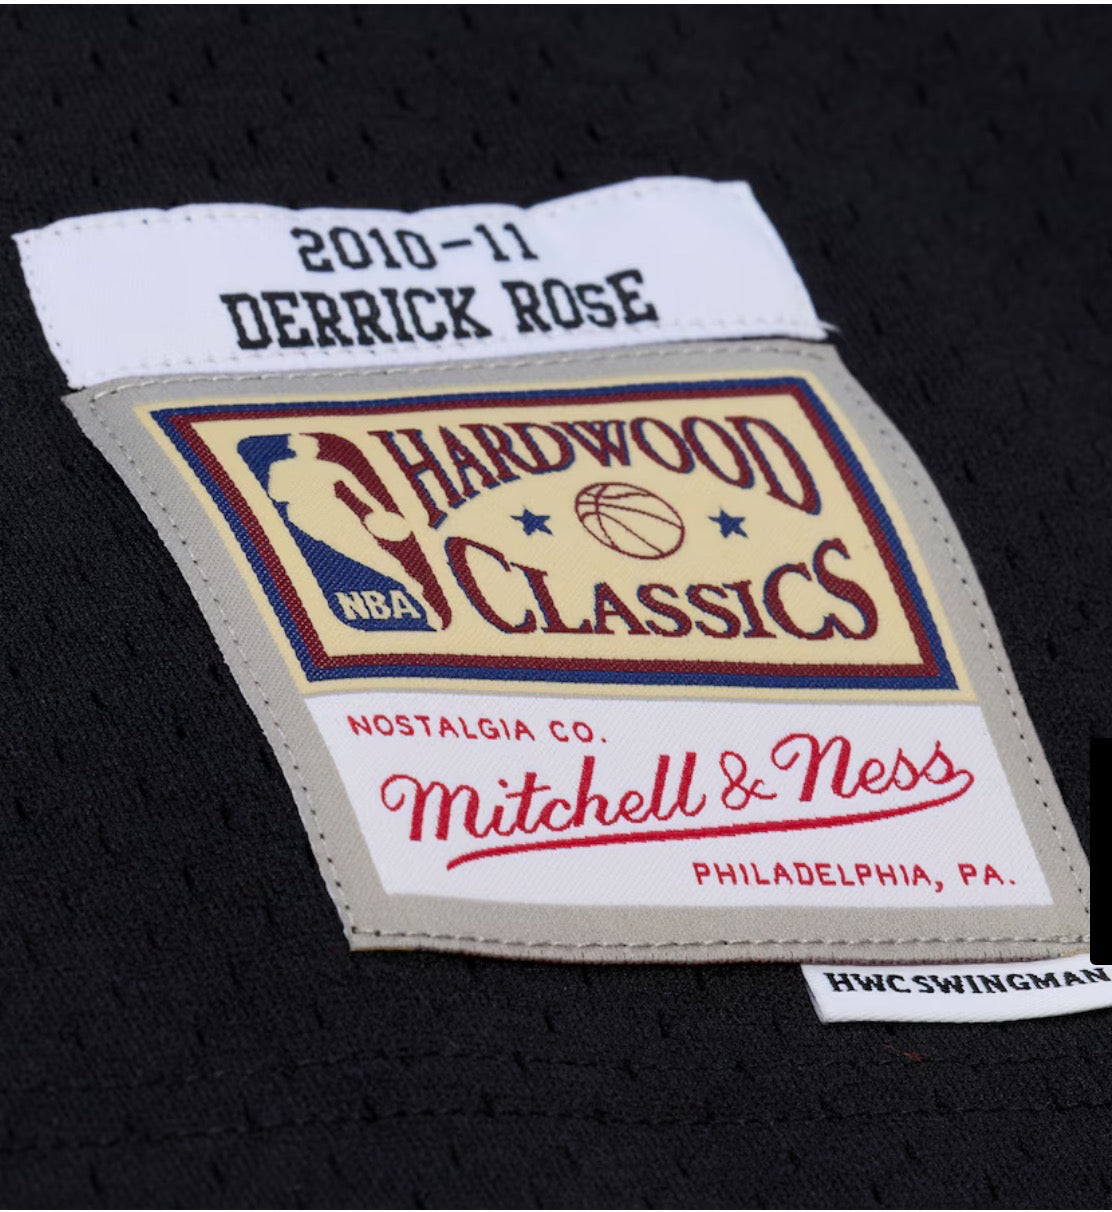 2010-11
DERRICK ROSE
HARDWOOD
CLASSICS
NBA
NOSTALGIA CO.
Mitchell & Ness
PHILADELPHIA, PA.
HWC SWINGMAN